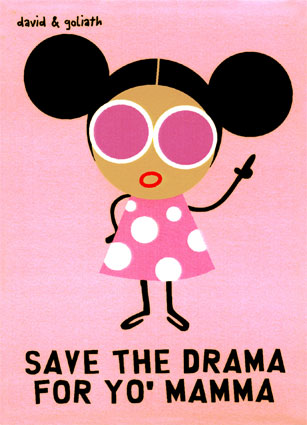 david & goliath
SAVE THE DRAMA
FOR YO' MAMMA